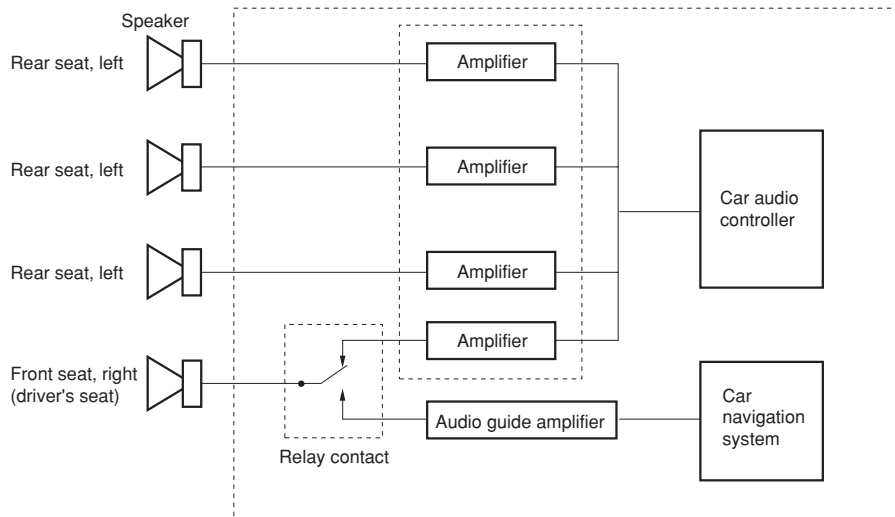 Speaker
Rear seat, left
Amplifier
Rear seat, left
Amplifier
Car audio
controller
Rear seat, left
Amplifier
Amplifier
Front seat, right
(driver's seat)
Audio guide amplifier
Car
navigation
system
Relay contact